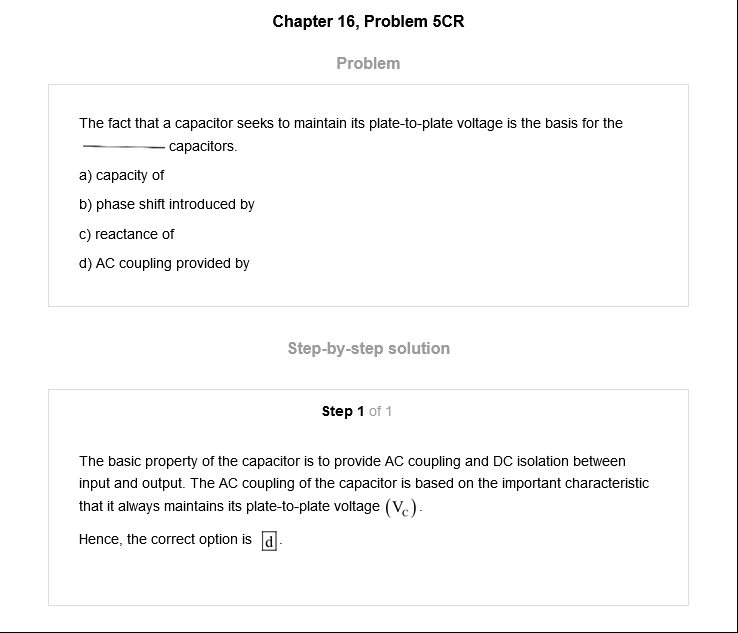 Chapter 16, Problem 5CR
Problem
The fact that a capacitor seeks to maintain its plate-to-plate voltage is the basis for the
__________ capacitors.
a) capacity of
b) phase shift introduced by
c) reactance of
d) AC coupling provided by
Step-by-step solution
Step 1 of 1
The basic property of the capacitor is to provide AC coupling and DC isolation between
input and output. The AC coupling of the capacitor is based on the important characteristic
that it always maintains its plate-to-plate voltage (V_C).
Hence, the correct option is d.